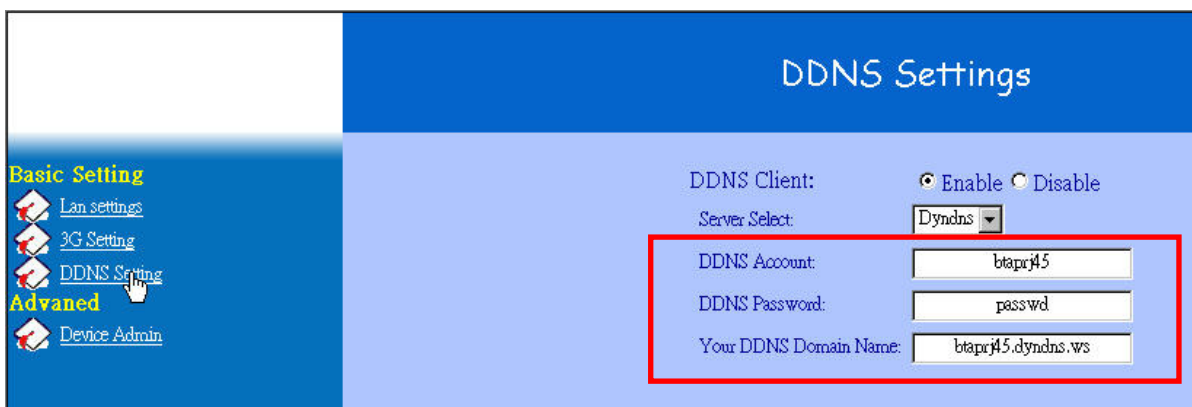 DDNS Settings
Basic Setting
Lan settings
3G Setting
DDNS Setting
Advaned
Device Admin
DDNS Client: Enable Disable
Server Select: Dyndns
DDNS Account: btaprj45
DDNS Password: passwd
Your DDNS Domain Name: btaprj45.dyndns.ws